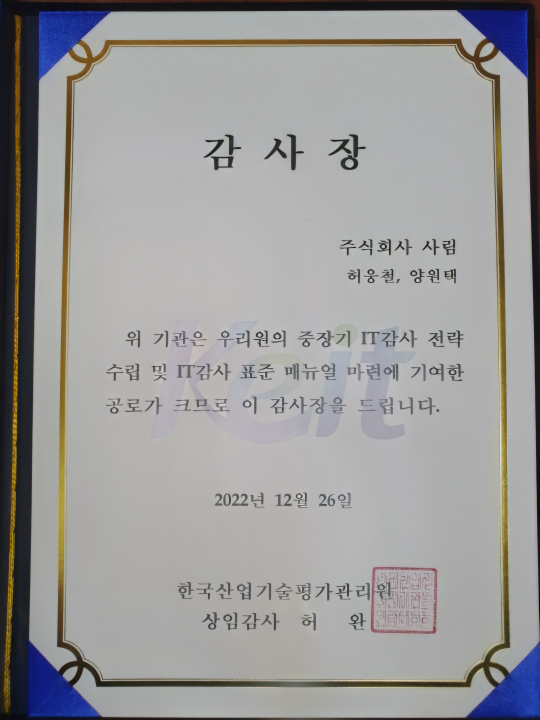 감 사 장
주식회사 사림
허웅철, 양원택
위 기관은 우리원의 중장기 IT감사 전략
수립 및 IT감사 표준 메뉴얼 마련에 기여한
공로가 크므로 이 감사장을 드립니다.
Keit
2022년 12월 26일
한국산업기술평가관리원
상임감사 허 완